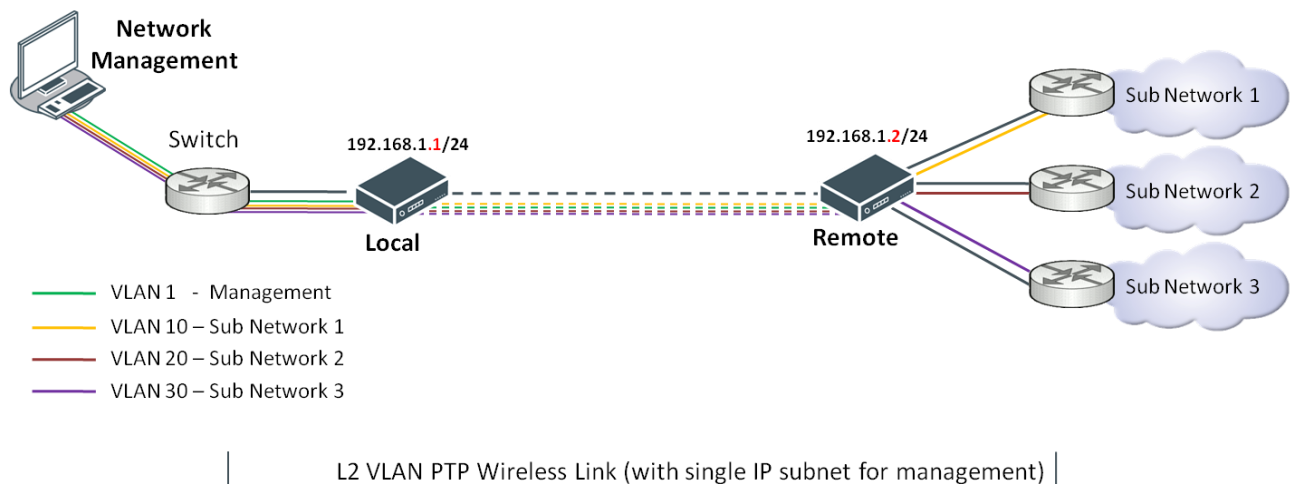 Network
Management
Switch
192.168.1.1/24
Local
192.168.1.2/24
Remote
Sub Network 1
Sub Network 2
Sub Network 3
VLAN 1 - Management
VLAN 10 – Sub Network 1
VLAN 20 – Sub Network 2
VLAN 30 – Sub Network 3
L2 VLAN PTP Wireless Link (with single IP subnet for management)